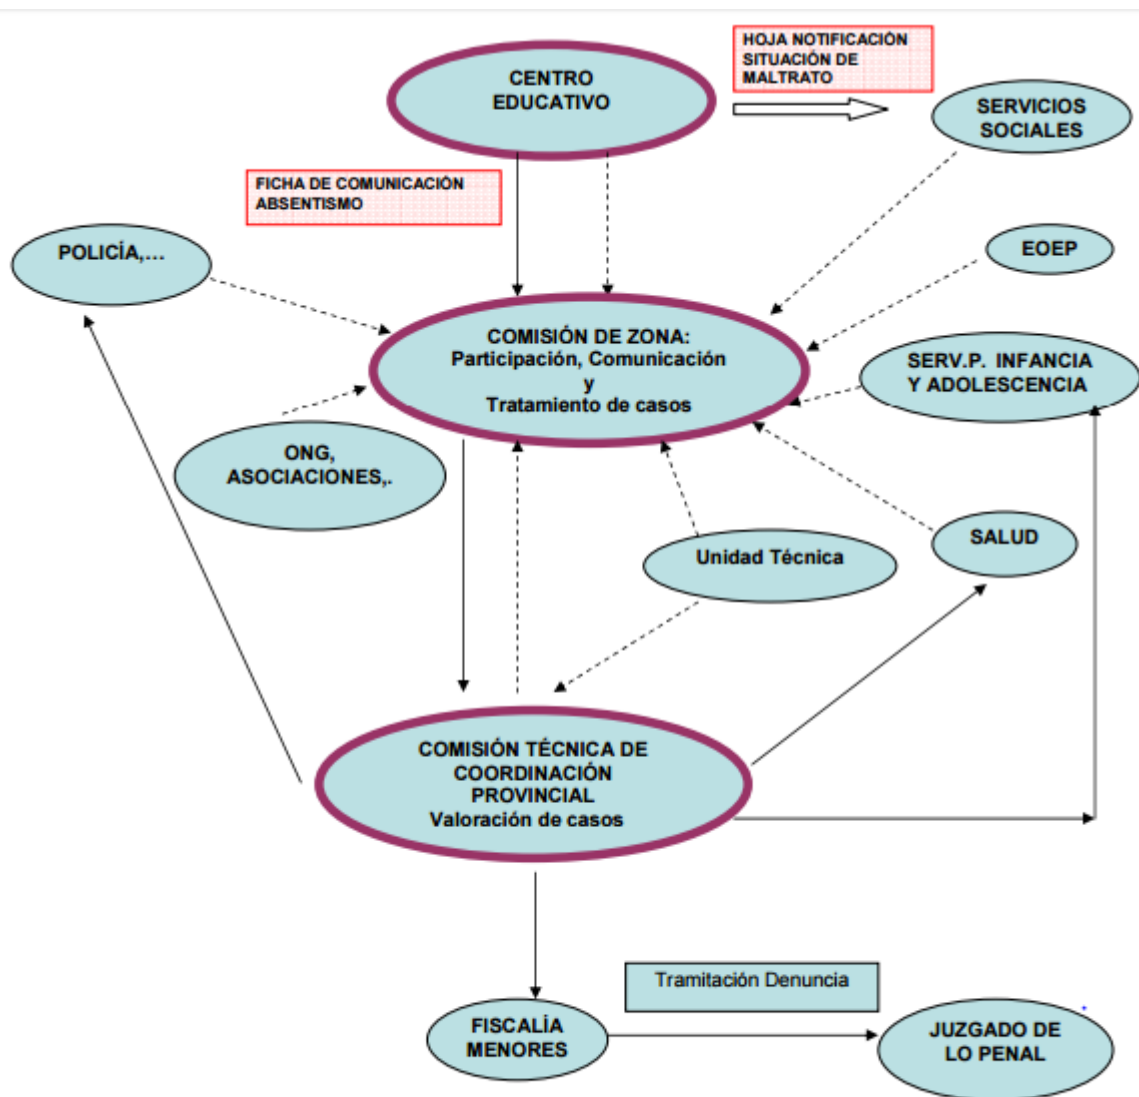 HOJA NOTIFICACIÓN
SITUACIÓN DE
MALTRATO
CENTRO
EDUCATIVO
SERVICIOS
SOCIALES
FICHA DE COMUNICACIÓN
ABSENTISMO
POLICÍA,...
EOEP
COMISIÓN DE ZONA:
Participación, Comunicación
y
Tratamiento de casos
SERV.P. INFANCIA
Y ADOLESCENCIA
ONG,
ASOCIACIONES,.
Unidad Técnica
SALUD
COMISIÓN TÉCNICA DE
COORDINACIÓN
PROVINCIAL
Valoración de casos
Tramitación Denuncia
FISCALÍA
MENORES
JUZGADO DE
LO PENAL